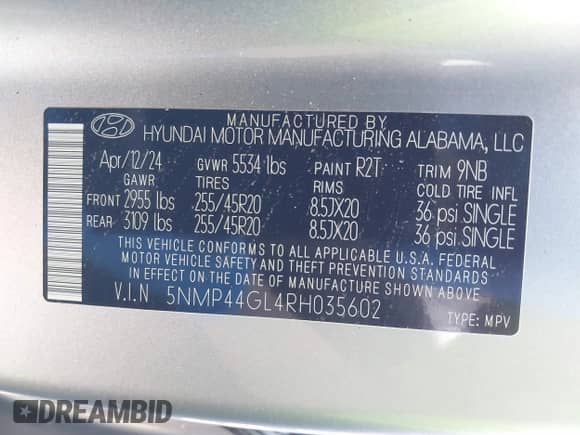 MANUFACTURED BY
HYUNDAI MOTOR MANUFACTURING ALABAMA, LLC
Apr/12/24 GVWR 5534 lbs PAINT R2T TRIM 9NB
GAWR TIRES RIMS COLD TIRE INFL
FRONT 2955 lbs 255/45R20 8.5JX20 36 psi SINGLE
REAR 3109 lbs 255/45R20 8.5JX20 36 psi SINGLE
THIS VEHICLE CONFORMS TO ALL APPLICABLE U.S.A. FEDERAL
MOTOR VEHICLE SAFETY AND THEFT PREVENTION STANDARDS
IN EFFECT ON THE DATE OF MANUFACTURE SHOWN ABOVE
V.I.N 5NMP44GL4RH035602
TYPE: MPV
DREAMBID